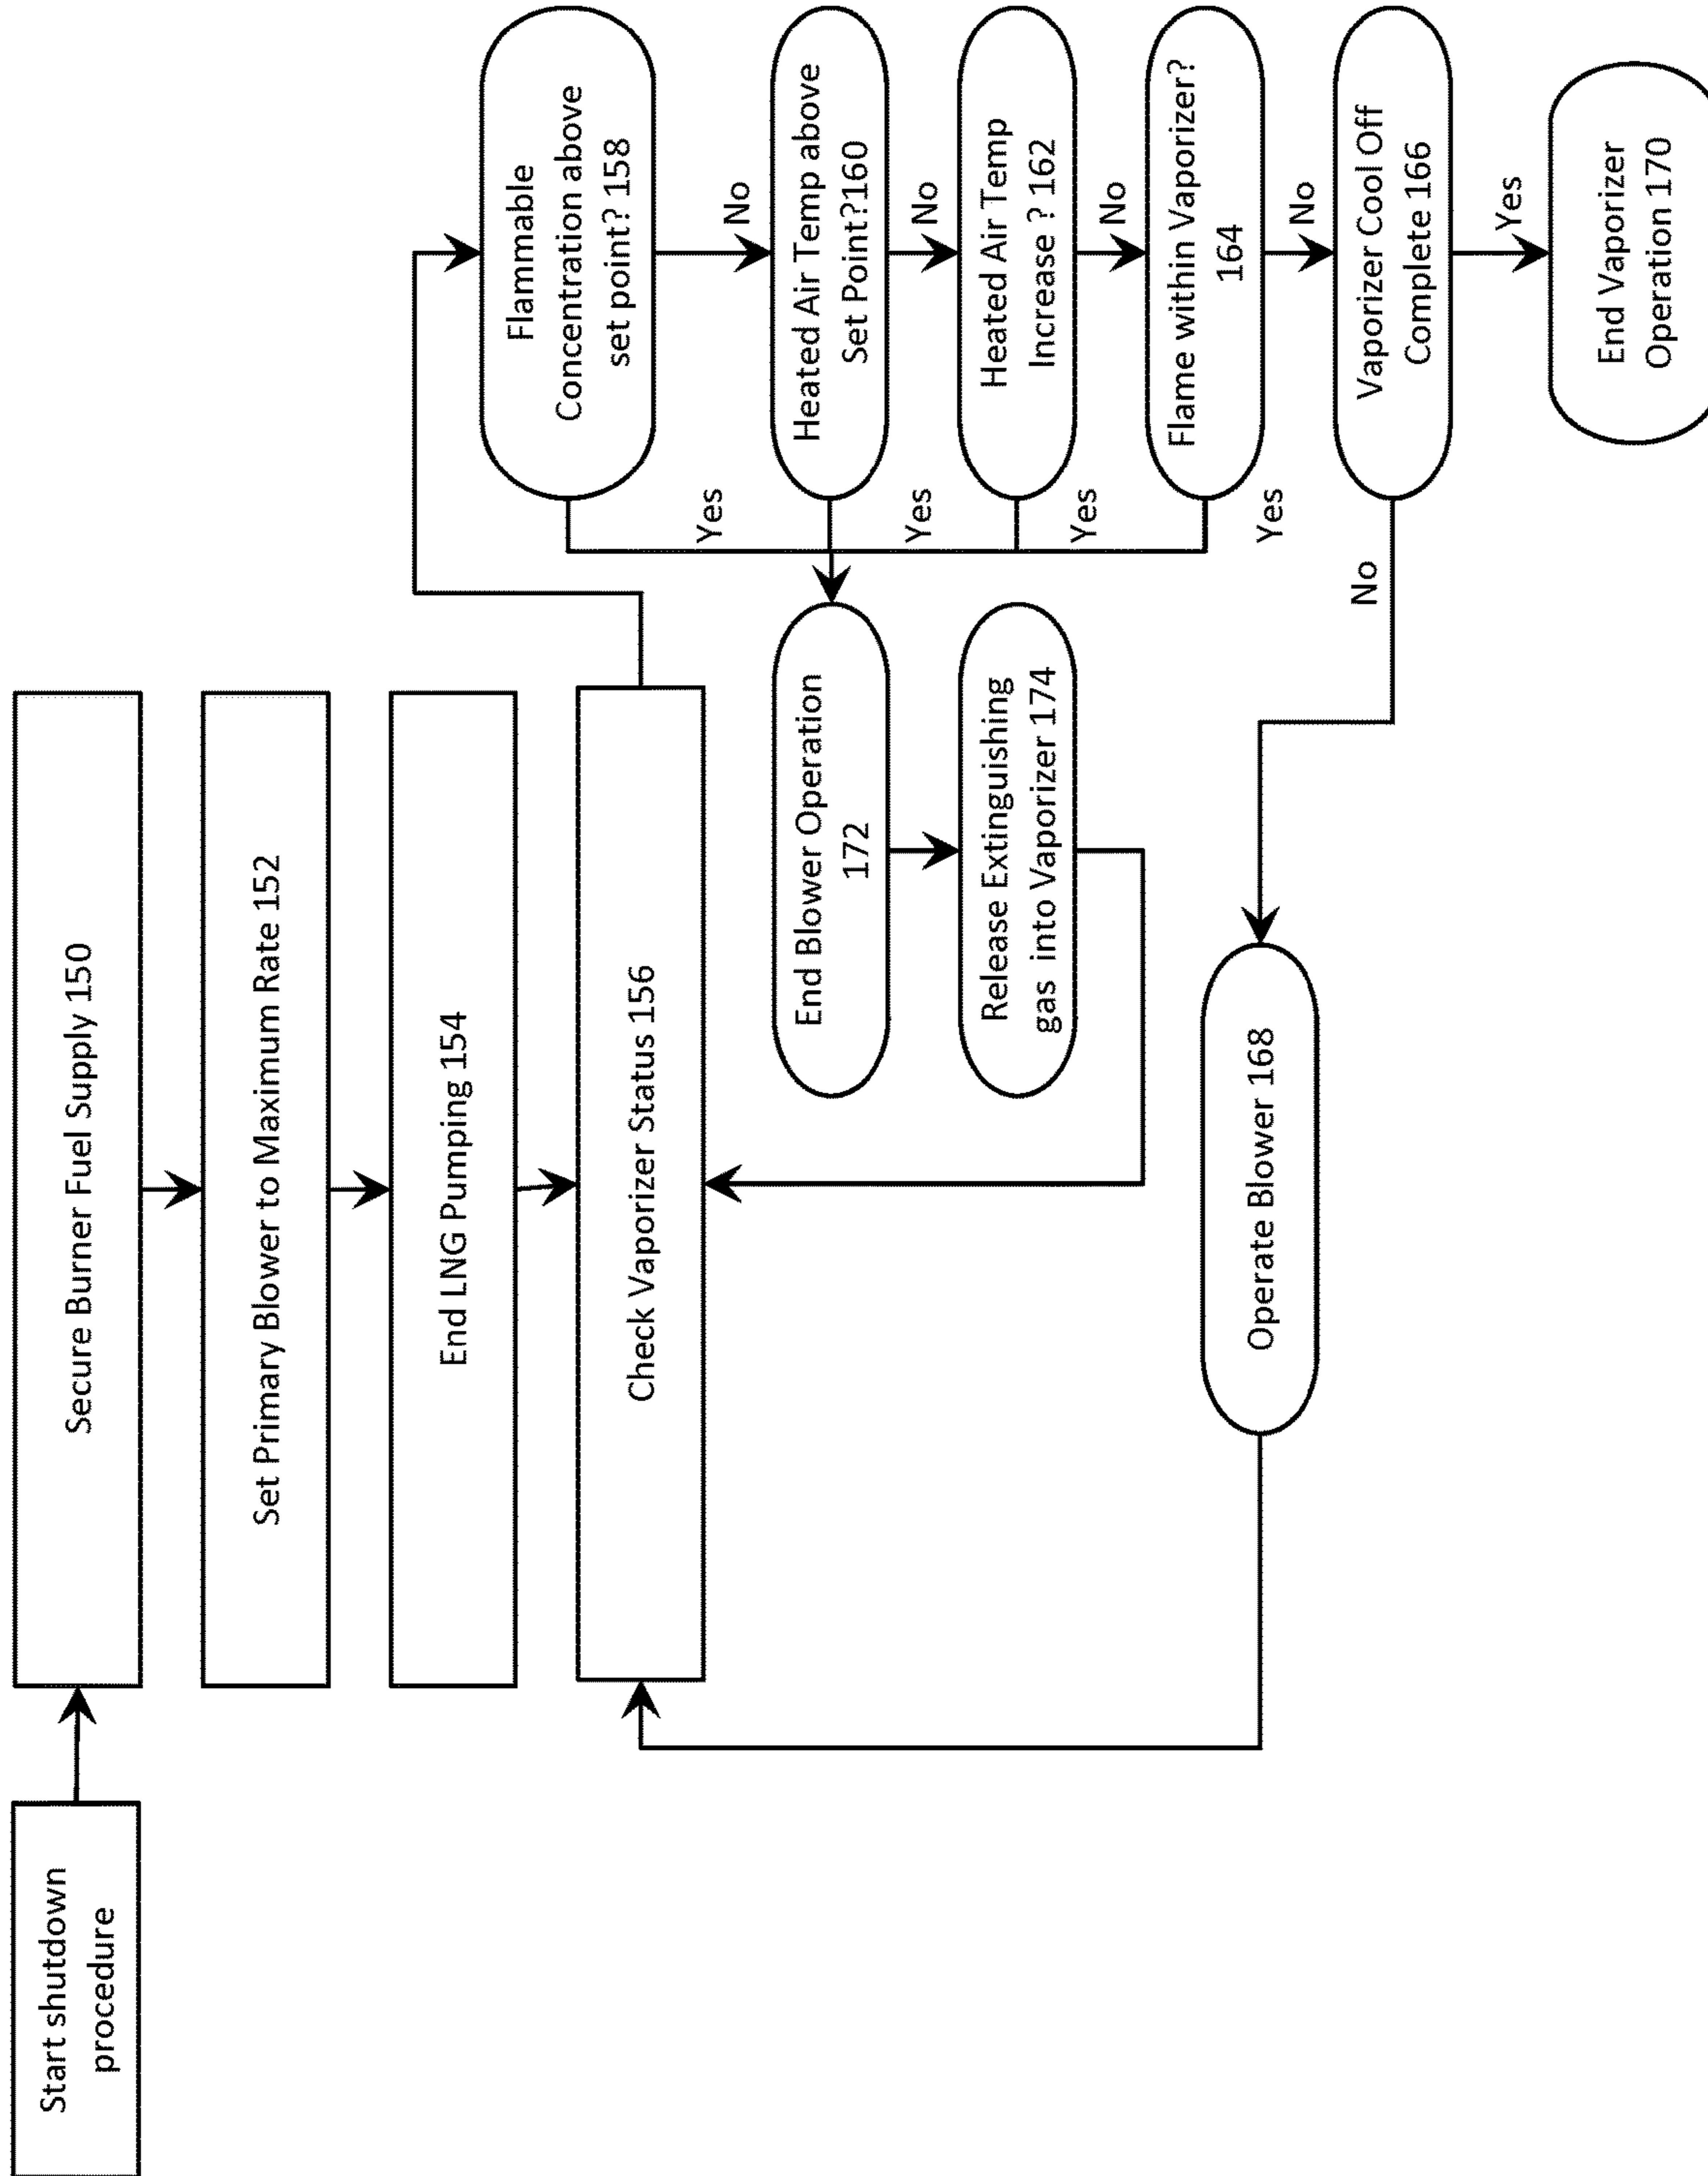 Start shutdown
procedure
Secure Burner Fuel Supply 150
Set Primary Blower to Maximum Rate 152
End LNG Pumping 154
Check Vaporizer Status 156
Flammable
Concentration above
set point? 158
Yes
No
Heated Air Temp above
Set Point?160
Yes
No
Heated Air Temp
Increase ? 162
Yes
No
Flame within Vaporizer?
164
Yes
No
Vaporizer Cool Off
Complete 166
No
Yes
End Vaporizer
Operation 170
End Blower Operation
172
Release Extinguishing
gas into Vaporizer 174
Operate Blower 168